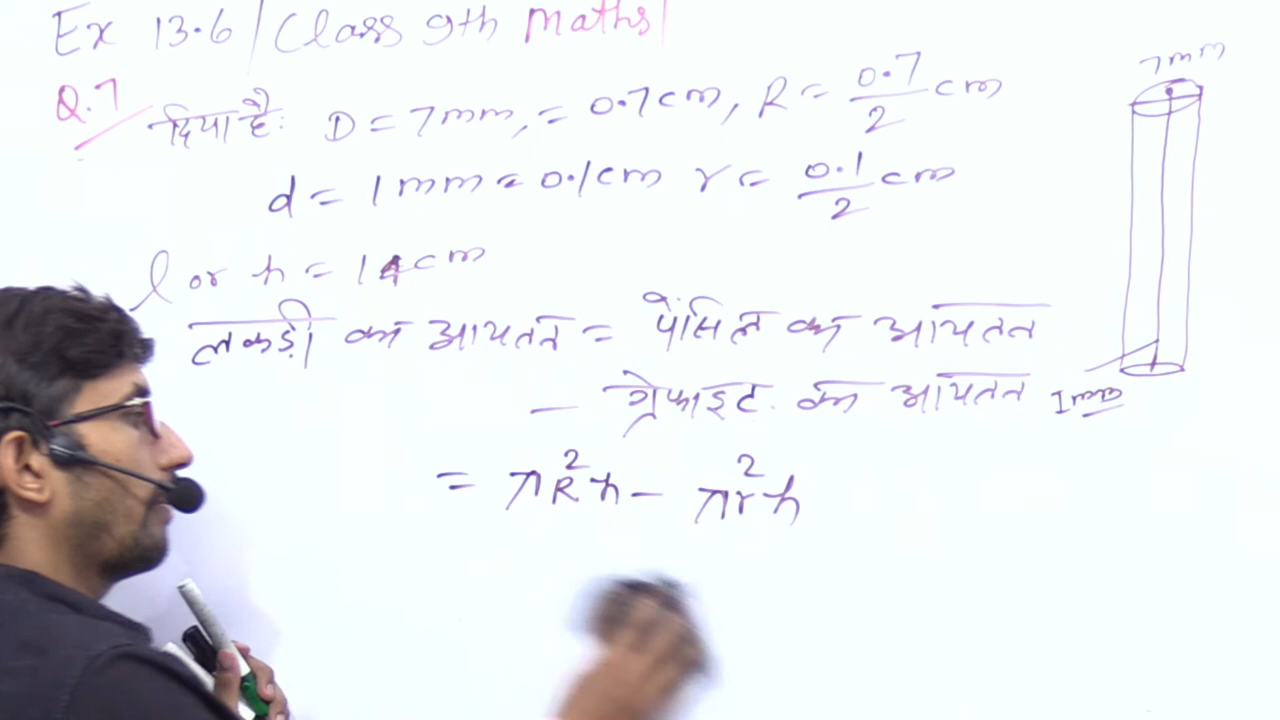 Ex 13.6 | Class 9th Maths |
Q.7
दिया है: D = 7mm, = 0.7cm, R = 0.7/2 cm
d = 1mm = 0.1cm r = 0.1/2 cm
l or h = 14cm
लकड़ी का आयतन = पेंसिल का आयतन
- ग्रेफाइट का आयतन
= πR²h - πr²h
7mm
1mm